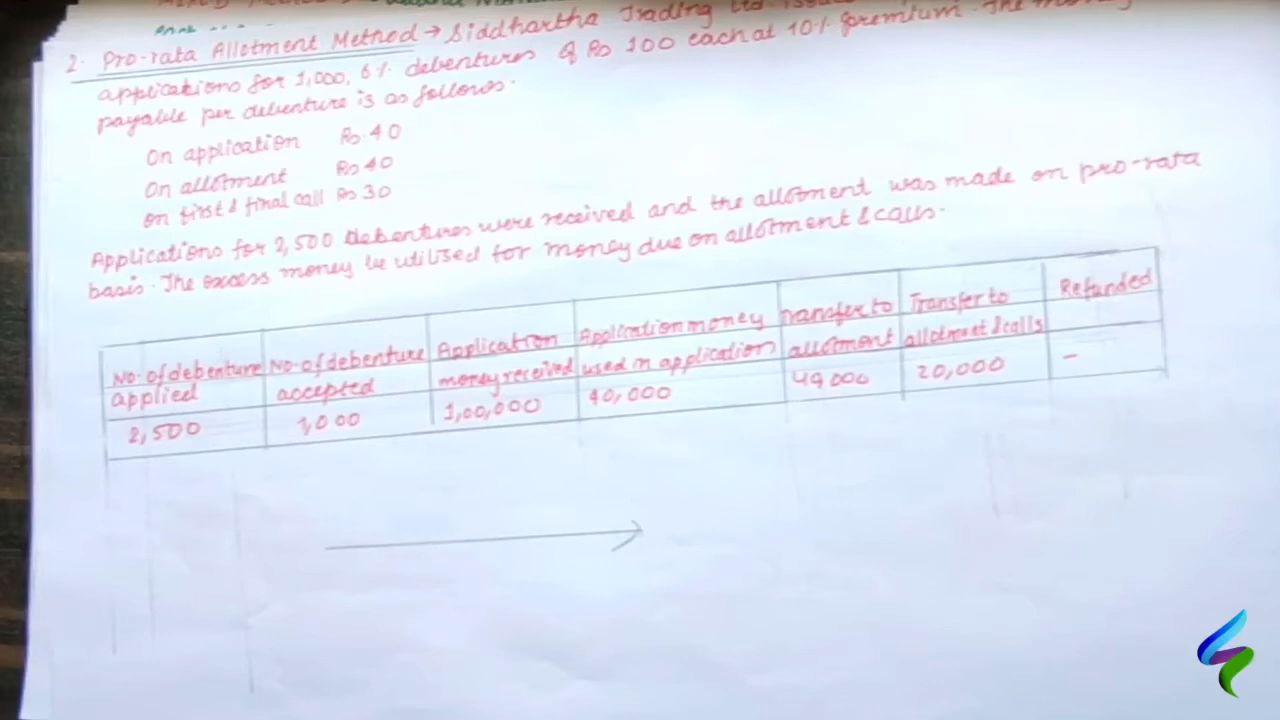 2. Pro-rata Allotment Method → Siddhartha Trading Ltd.
applications for 1,000, 6% debentures of Rs 100 each at 10% premium. The money
payable per debenture is as follows.
On application Rs. 40
On allotment Rs 40
On first & final call Rs 30
Applications for 2,500 debentures were received and the allotment was made on pro-rata
basis. The excess money be utilised for money due on allotment & calls.
No. of debenture applied No. of debenture accepted Application money received Application money used in application Transfer to allotment Transfer to allotment & calls Refunded
2,500 1,000 1,00,000 40,000 40,000 20,000 –